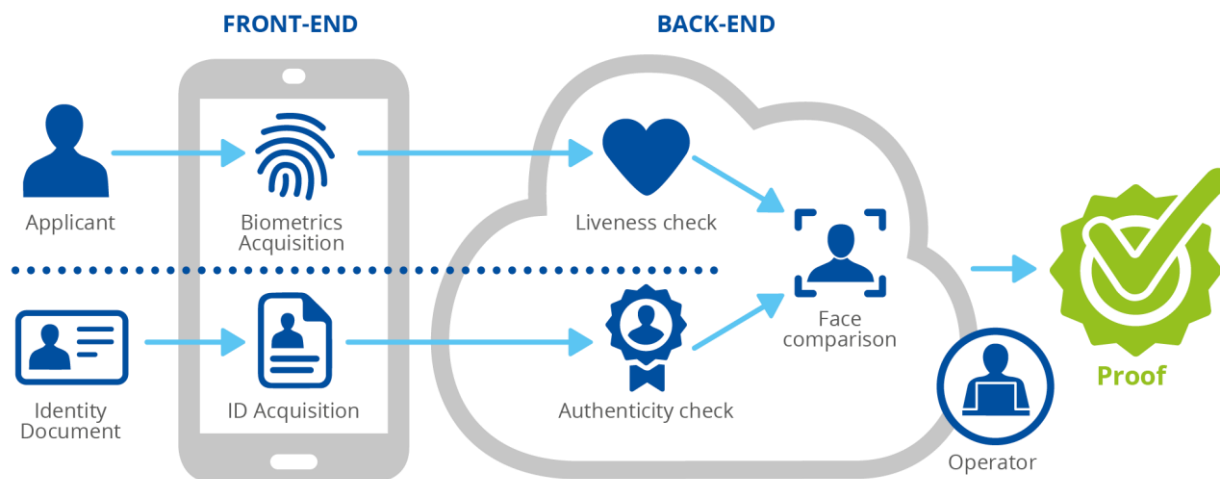 FRONT-END
BACK-END
Applicant
Biometrics
Acquisition
Liveness check
Face
comparison
Proof
Identity
Document
ID Acquisition
Authenticity check
Operator